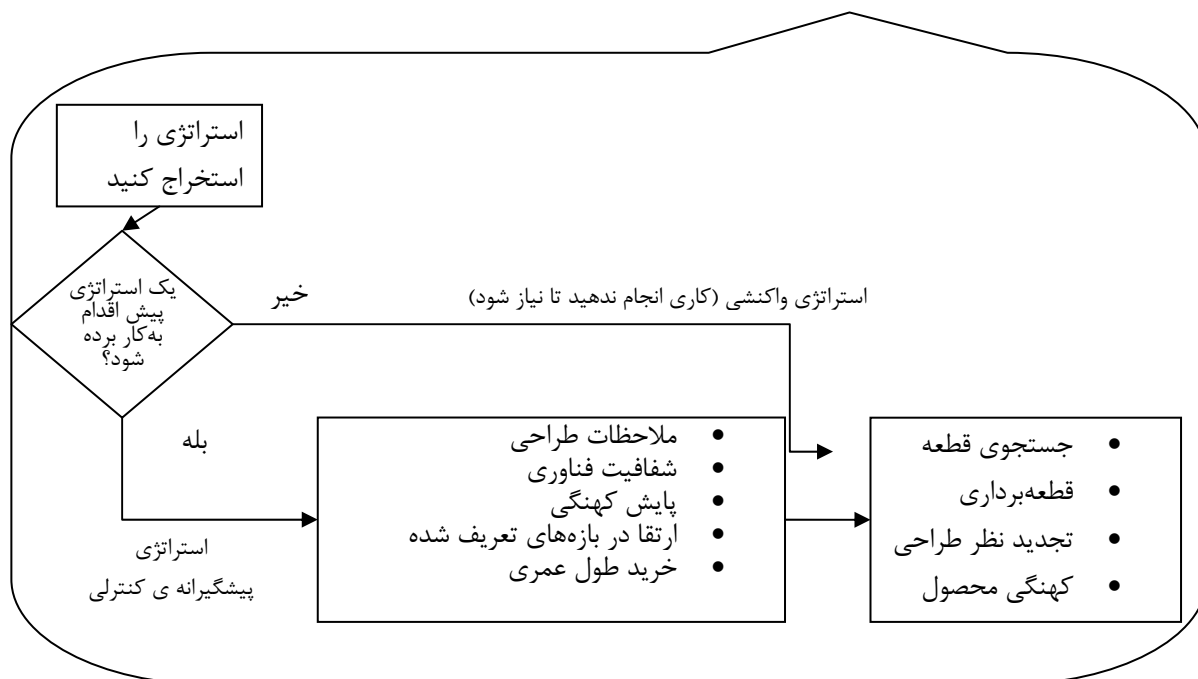 استراتژی را
استخراج کنید
یک استراتژی
پیش اقدام
به‌کار برده
شود؟
خیر
استراتژی واکنشی (کاری انجام ندهید تا نیاز شود)
بله
استراتژی
پیشگیرانه ی کنترلی
• ملاحظات طراحی
• شفافیت فناوری
• پایش کهنگی
• ارتقا در بازه‌های تعریف شده
• خرید طول عمری
• جستجوی قطعه
• قطعه‌برداری
• تجدید نظر طراحی
• کهنگی محصول